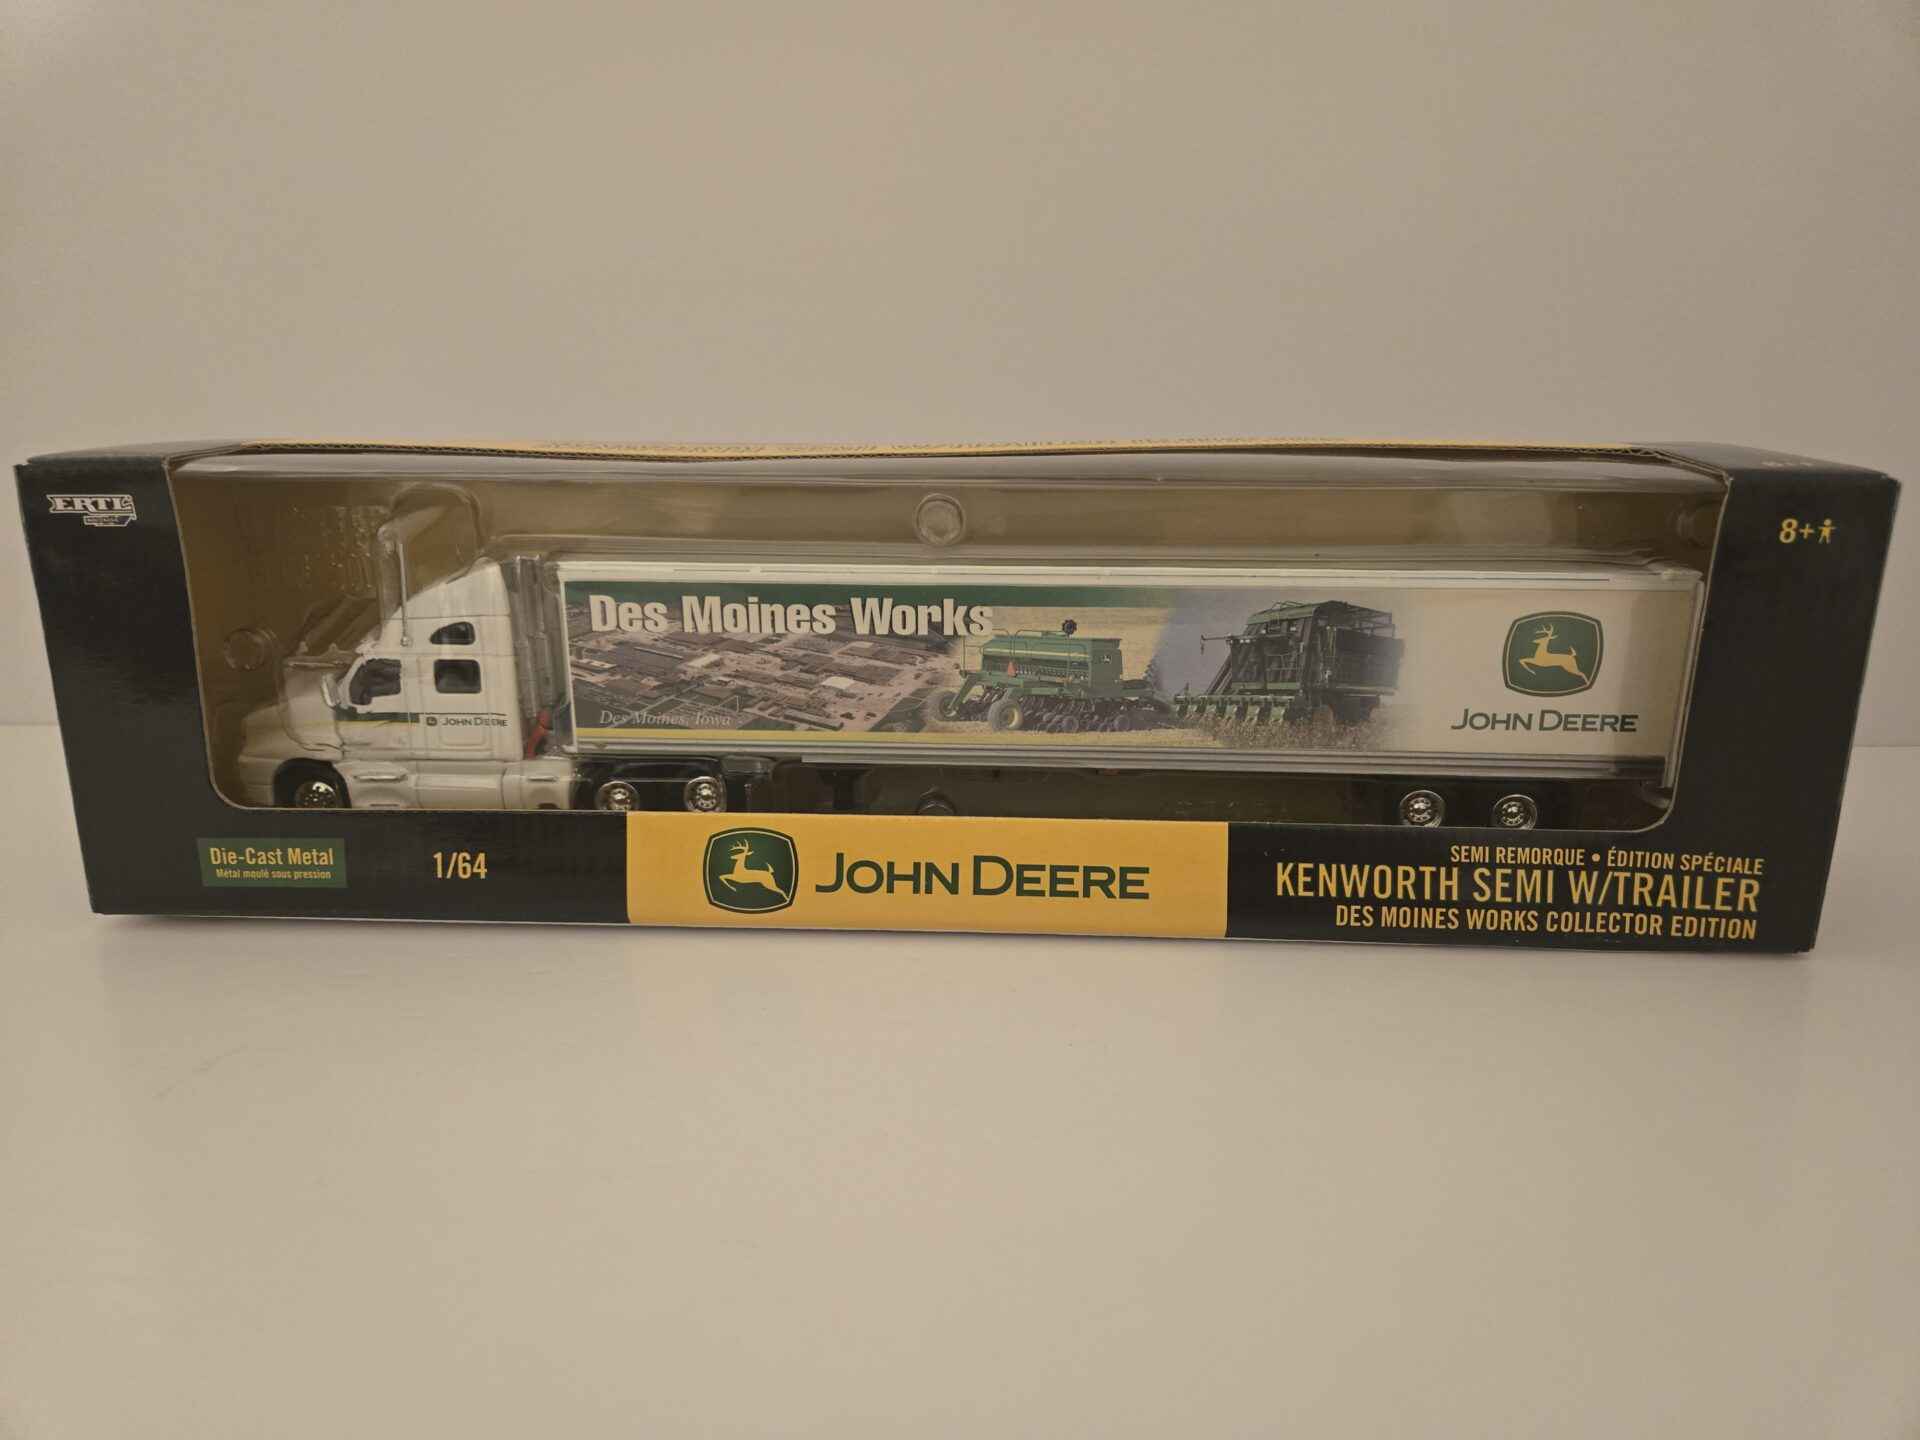 ERTL
8+
Des Moines Works
Des Moines, Iowa
JOHN DEERE
JOHN DEERE
Die-Cast Metal
Métal moulé sous pression
1/64
JOHN DEERE
SEMI REMORQUE • ÉDITION SPÉCIALE
KENWORTH SEMI W/TRAILER
DES MOINES WORKS COLLECTOR EDITION